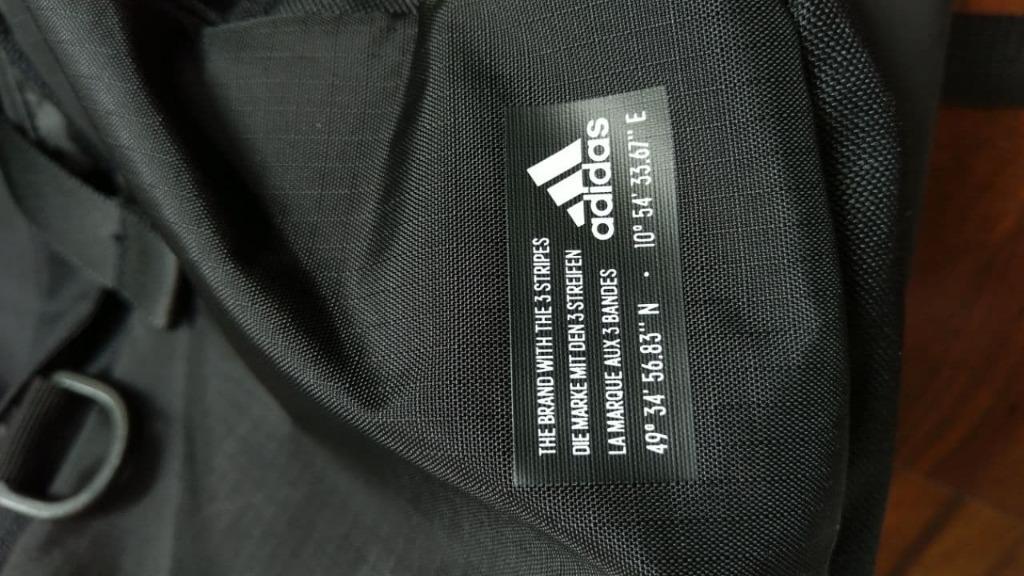 THE BRAND WITH THE 3 STRIPES
DIE MARKE MIT DEN 3 STREIFEN
LA MARQUE AUX 3 BANDES
adidas
49° 34' 56.83" N · 10° 54' 33.67" E